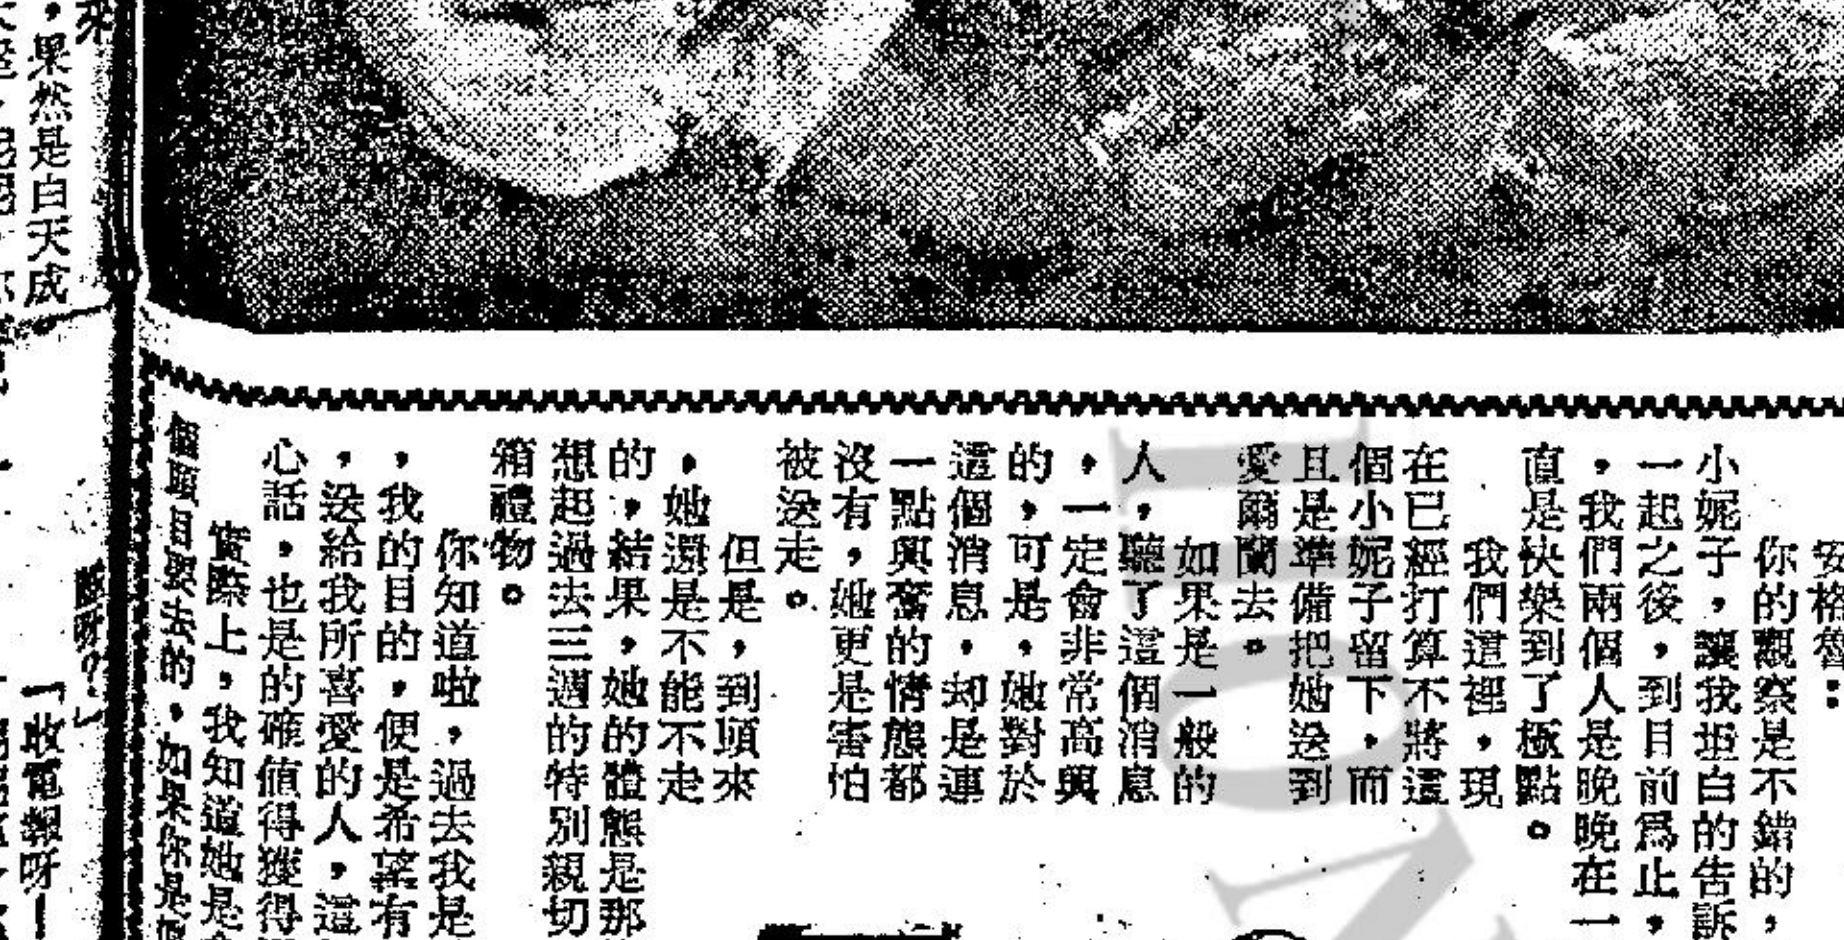 安格魯：
你的觀察是不錯的，
小妮子，讓我坦白的告訴
一起之後，到目前爲止，
，我們兩個人是晚晚在一
直是快樂到了極點。
我們這裡，現
在已經打算不將這
個小妮子留下，而
且是準備把她送到
愛爾蘭去。
如果是一般的
人，聽了這個消息
，一定會非常高興
的，可是，她對於
這個消息，却是連
一點興奮的情態都
沒有，她更是害怕
被送走。
但是，到頭來
，她還是不能不走
的，結果，她的體態是那
想起過去三週的特別親切
箱禮物。
你知道啦，過去我是
，我的目的，便是希望有
，送給我所喜愛的人，這
心話，也是的確值得獲得
實際上，我知道她是
個項目要去的，如果你是
來
，果然是白天成
「收電報呀—